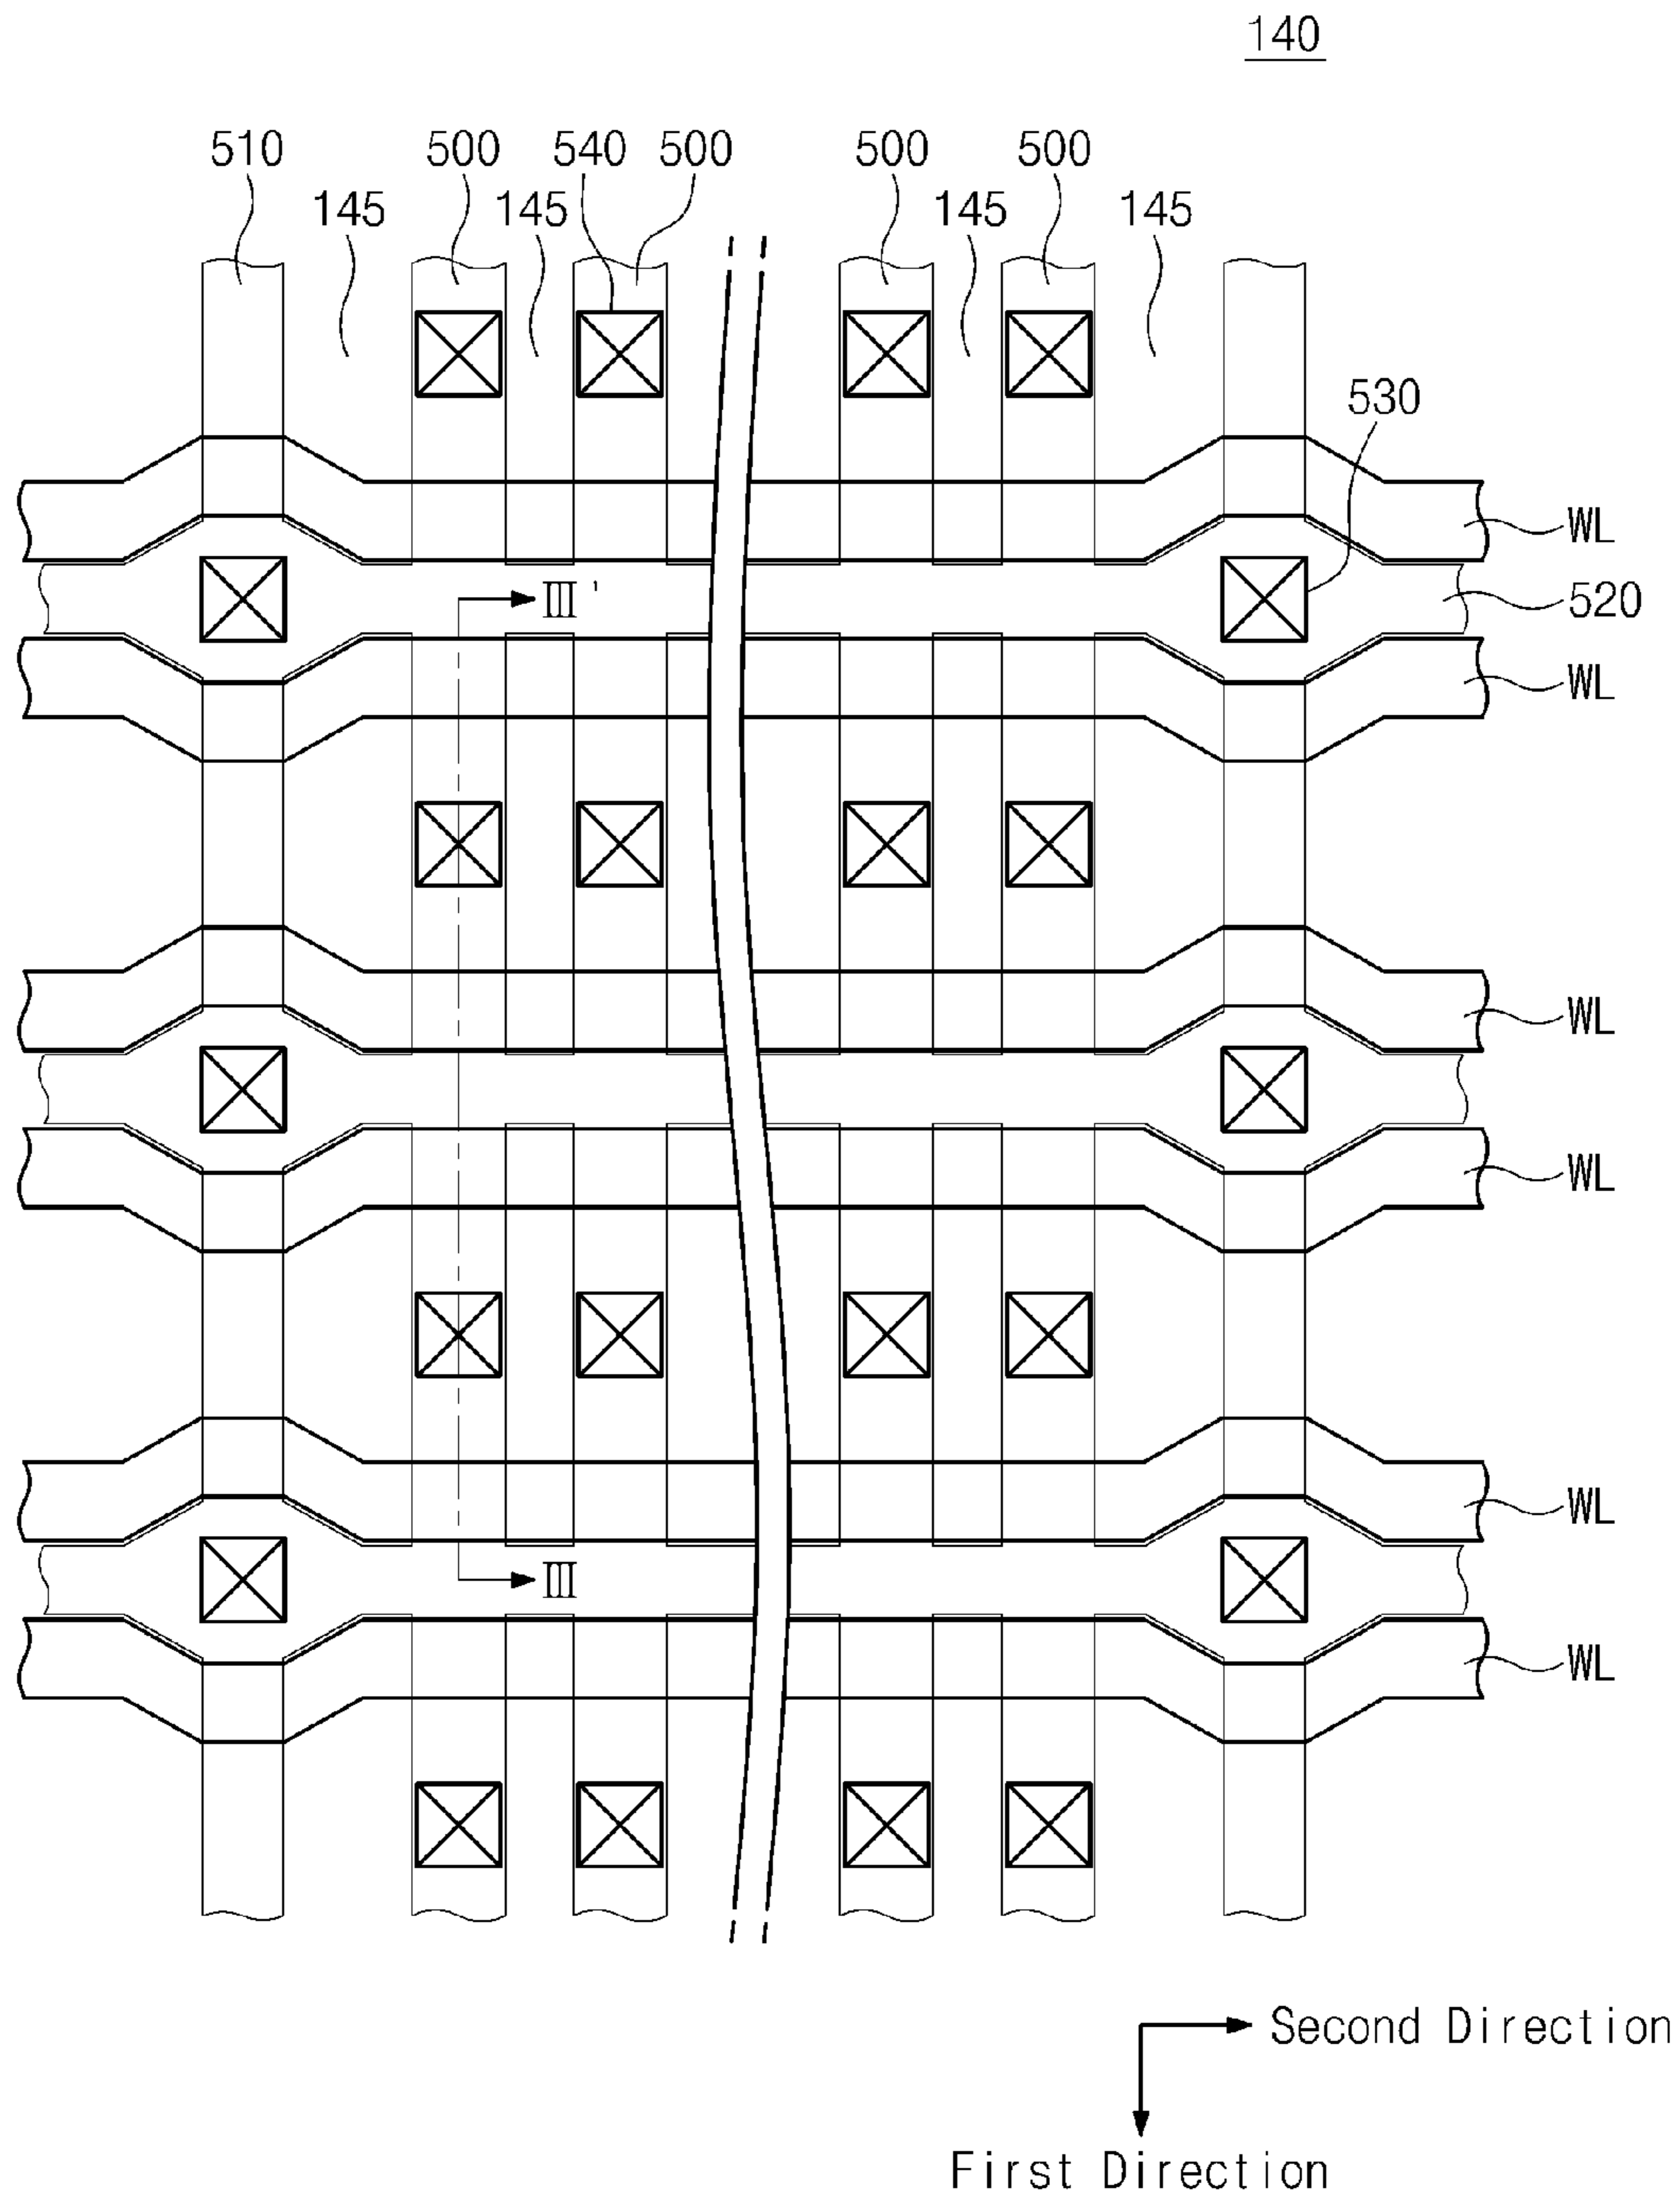 140
510 500 540 500 500 500
145 145 145 145
530
WL
III'
520
WL
WL
WL
WL
III
WL
Second Direction
First Direction